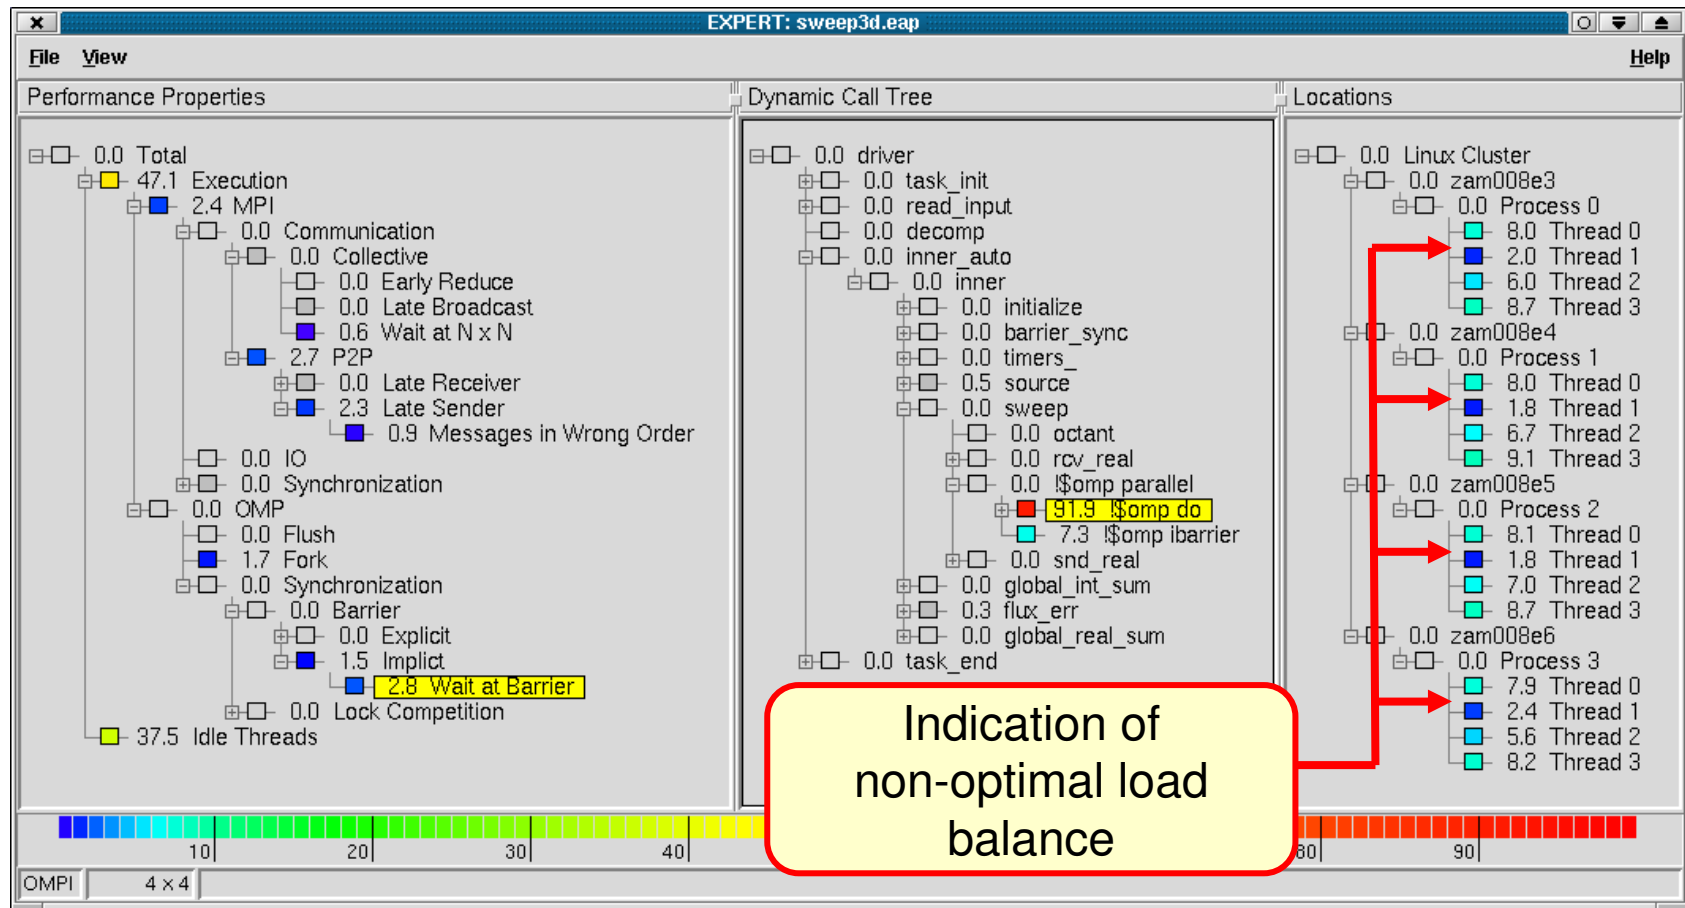 EXPERT: sweep3d.eap
File View Help
Performance Properties
0.0 Total
47.1 Execution
2.4 MPI
0.0 Communication
0.0 Collective
0.0 Early Reduce
0.0 Late Broadcast
0.6 Wait at N x N
2.7 P2P
0.0 Late Receiver
2.3 Late Sender
0.9 Messages in Wrong Order
0.0 IO
0.0 Synchronization
0.0 OMP
0.0 Flush
1.7 Fork
0.0 Synchronization
0.0 Barrier
0.0 Explicit
1.5 Implict
2.8 Wait at Barrier
0.0 Lock Competition
37.5 Idle Threads
Dynamic Call Tree
0.0 driver
0.0 task_init
0.0 read_input
0.0 decomp
0.0 inner_auto
0.0 inner
0.0 initialize
0.0 barrier_sync
0.0 timers_
0.5 source
0.0 sweep
0.0 octant
0.0 rcv_real
0.0 !$omp parallel
91.9 !$omp do
7.3 !$omp ibarrier
0.0 snd_real
0.0 global_int_sum
0.3 flux_err
0.0 global_real_sum
0.0 task_end
Locations
0.0 Linux Cluster
0.0 zam008e3
0.0 Process 0
8.0 Thread 0
2.0 Thread 1
6.0 Thread 2
8.7 Thread 3
0.0 zam008e4
0.0 Process 1
8.0 Thread 0
1.8 Thread 1
6.7 Thread 2
9.1 Thread 3
0.0 zam008e5
0.0 Process 2
8.1 Thread 0
1.8 Thread 1
7.0 Thread 2
8.7 Thread 3
0.0 zam008e6
0.0 Process 3
7.9 Thread 0
2.4 Thread 1
5.6 Thread 2
8.2 Thread 3
Indication of
non-optimal load
balance
10 20 30 40 80 90
OMPI 4 x 4